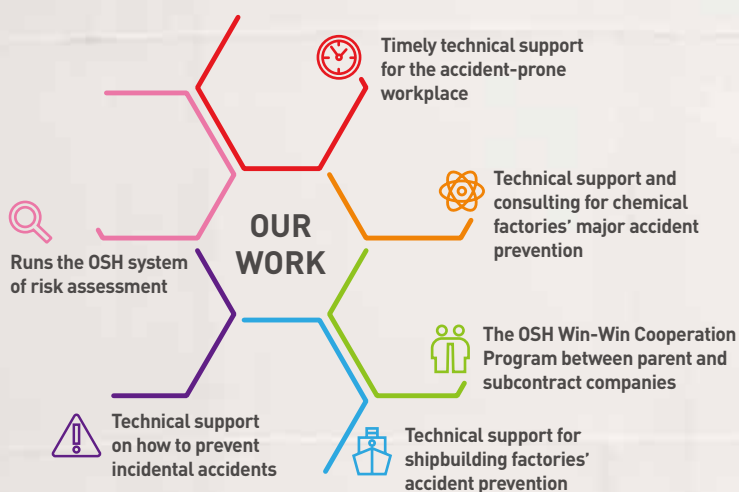 Timely technical support
for the accident-prone
workplace
Technical support and
consulting for chemical
factories' major accident
prevention
OUR
WORK
Runs the OSH system
of risk assessment
The OSH Win-Win Cooperation
Program between parent and
subcontract companies
Technical support
on how to prevent
incidental accidents
Technical support for
shipbuilding factories'
accident prevention